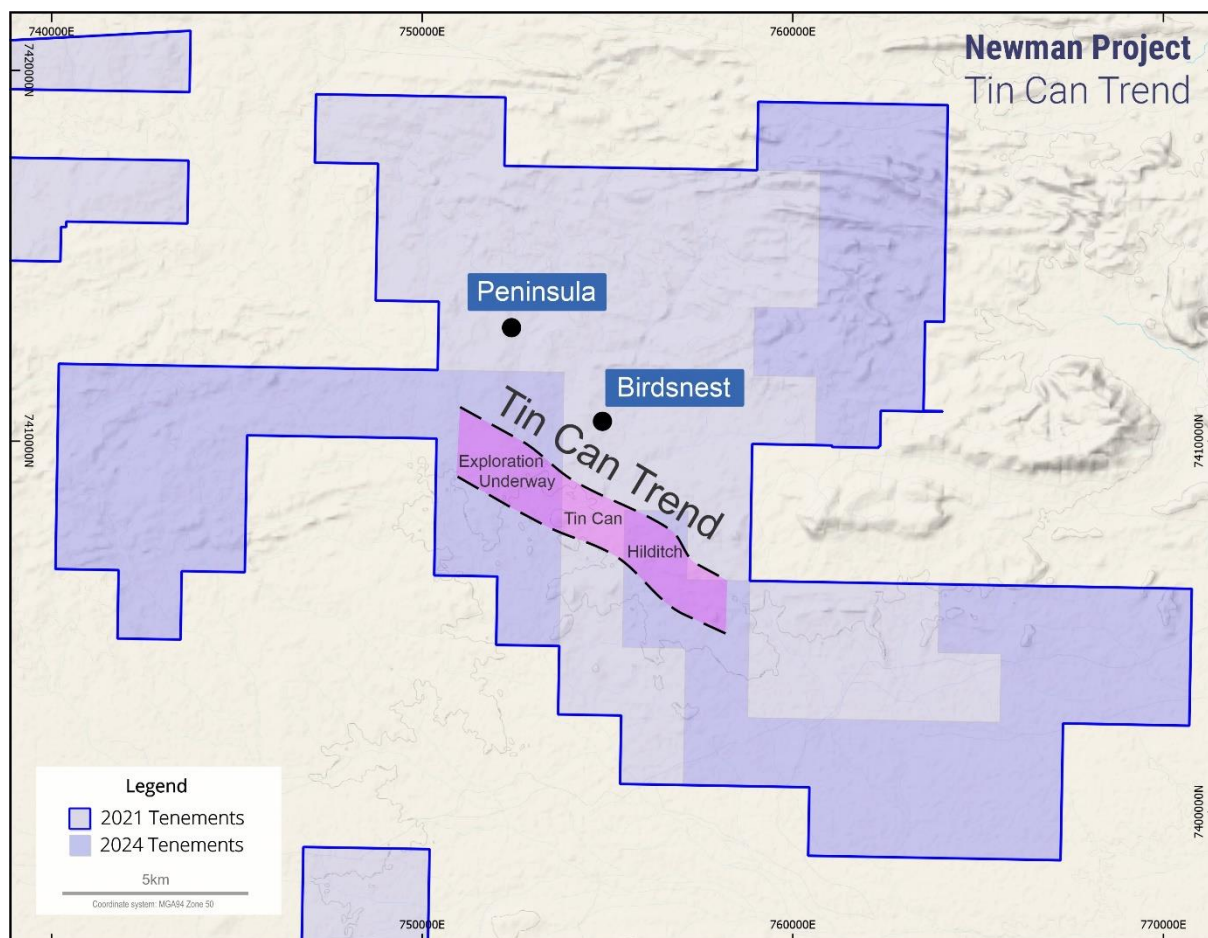 740000E
750000E
760000E
7420000N
Newman Project
Tin Can Trend
Peninsula
Birdsnest
Tin Can Trend
7410000N
7410000N
Exploration
Underway
Tin Can
Hilditch
7400000N
Legend
2021 Tenements
2024 Tenements
5km
Coordinate system: MGA94 Zone 50
750000E
760000E
770000E